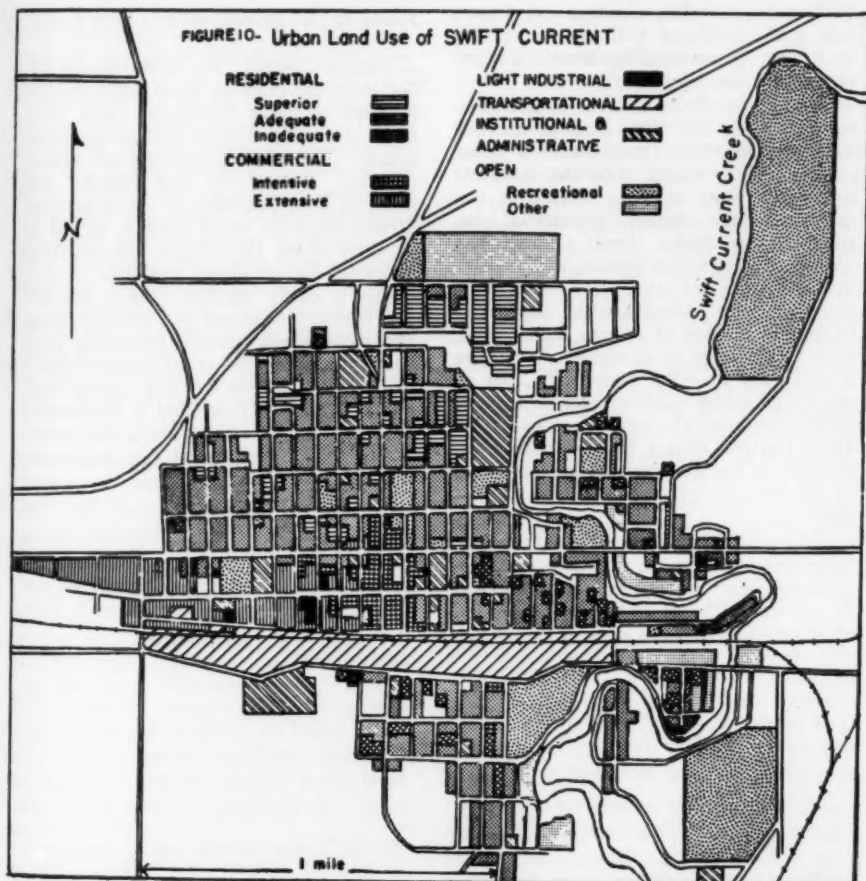 FIGURE 10- Urban Land Use of SWIFT CURRENT
RESIDENTIAL
Superior
Adequate
Inadequate
COMMERCIAL
Intensive
Extensive
LIGHT INDUSTRIAL
TRANSPORTATIONAL
INSTITUTIONAL &
ADMINISTRATIVE
OPEN
Recreational
Other
N
Swift Current Creek
1 mile